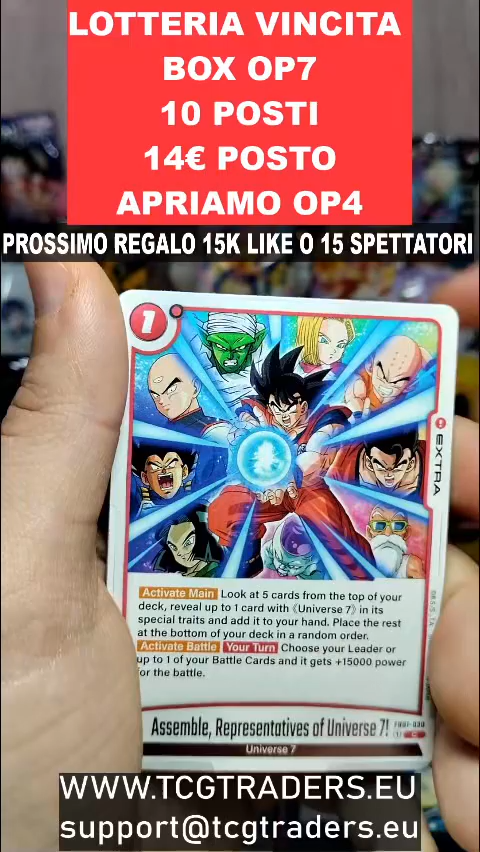 LOTTERIA VINCITA
BOX OP7
10 POSTI
14€ POSTO
APRIAMO OP4
PROSSIMO REGALO 15K LIKE O 15 SPETTATORI
1
EXTRA
Activate Main Look at 5 cards from the top of your
deck, reveal up to 1 card with 《Universe 7》 in its
special traits and add it to your hand. Place the rest
at the bottom of your deck in a random order.
Activate Battle Your Turn Choose your Leader or
up to 1 of your Battle Cards and it gets +15000 power
for the battle.
Assemble, Representatives of Universe 7!
C
Universe 7
WWW.TCGTRADERS.EU
support@tcgtraders.eu